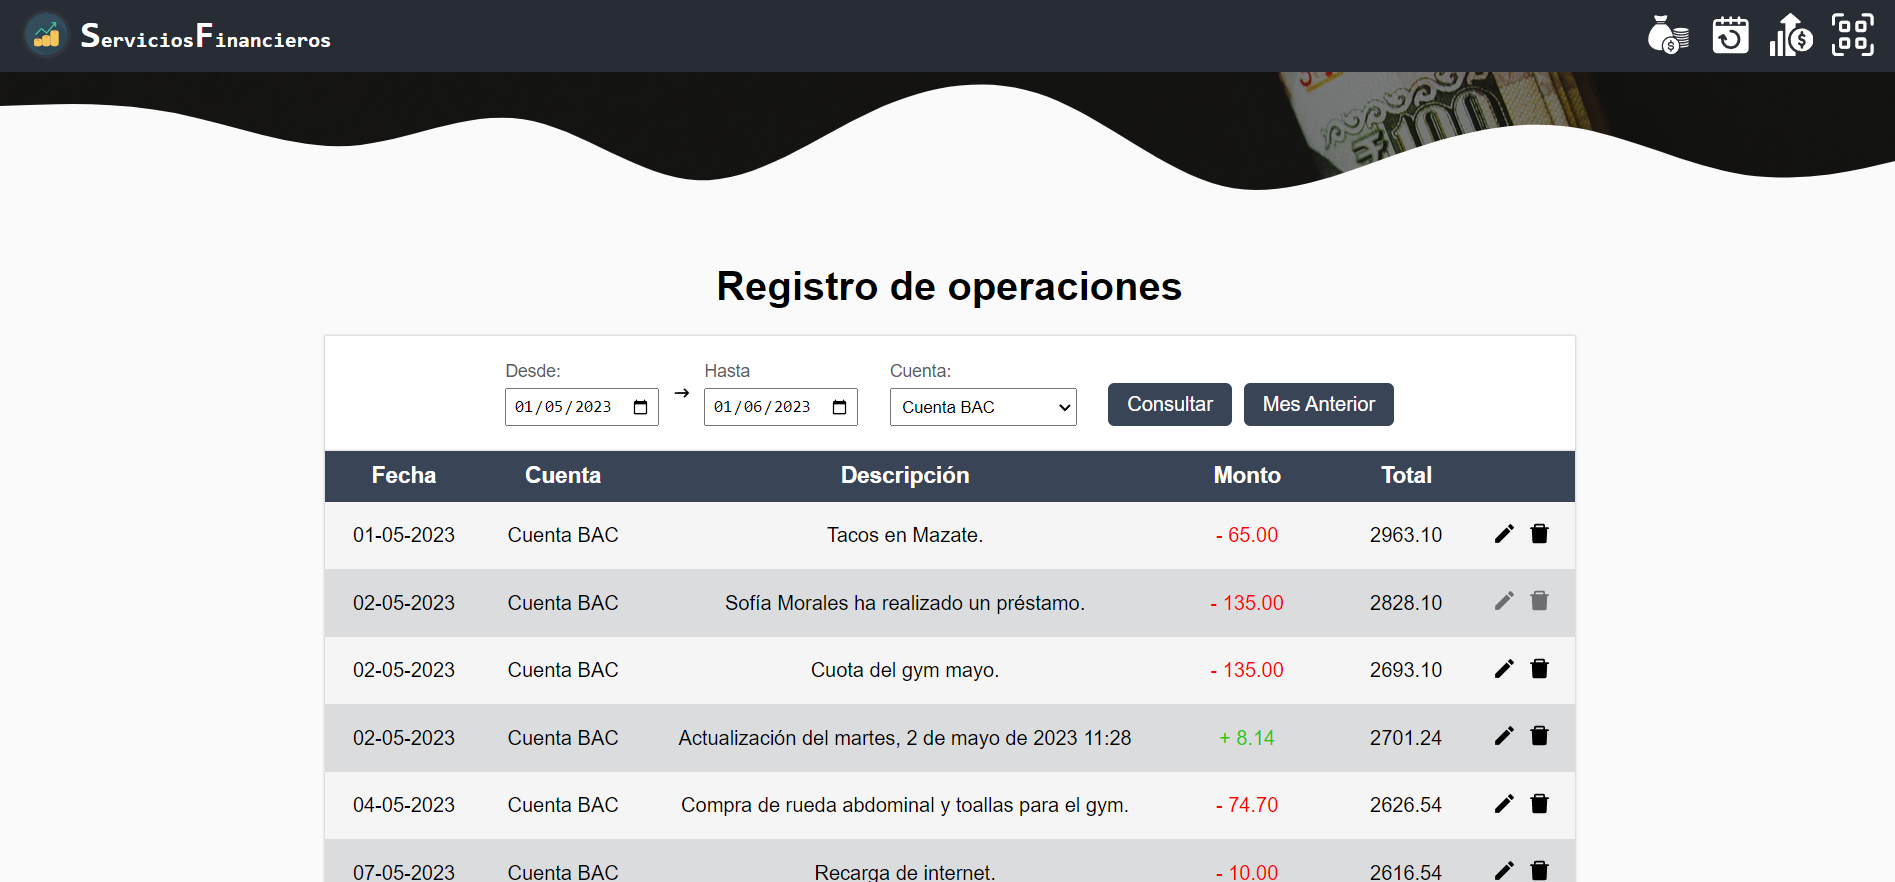 ServiciosFinancieros
₹100
Registro de operaciones
Desde: Hasta Cuenta:
01/05/2023 → 01/06/2023 Cuenta BAC Consultar Mes Anterior
Fecha Cuenta Descripción Monto Total
01-05-2023 Cuenta BAC Tacos en Mazate. - 65.00 2963.10
02-05-2023 Cuenta BAC Sofía Morales ha realizado un préstamo. - 135.00 2828.10
02-05-2023 Cuenta BAC Cuota del gym mayo. - 135.00 2693.10
02-05-2023 Cuenta BAC Actualización del martes, 2 de mayo de 2023 11:28 + 8.14 2701.24
04-05-2023 Cuenta BAC Compra de rueda abdominal y toallas para el gym. - 74.70 2626.54
07-05-2023 Cuenta BAC Recarga de internet. - 10.00 2616.54